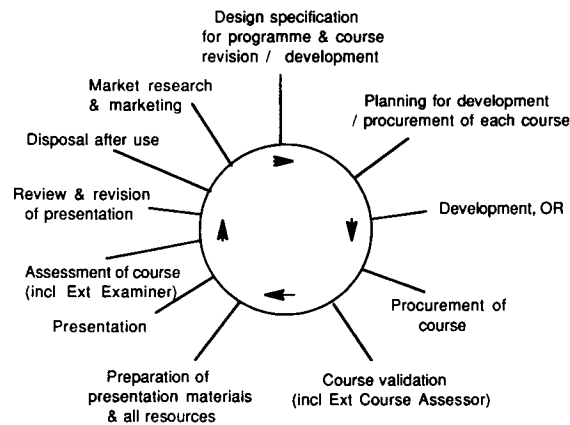 Design specification
for programme & course
revision / development
Planning for development
/ procurement of each course
Development, OR
Procurement of
course
Course validation
(incl Ext Course Assessor)
Preparation of
presentation materials
& all resources
Presentation
Assessment of course
(incl Ext Examiner)
Review & revision
of presentation
Disposal after use
Market research
& marketing